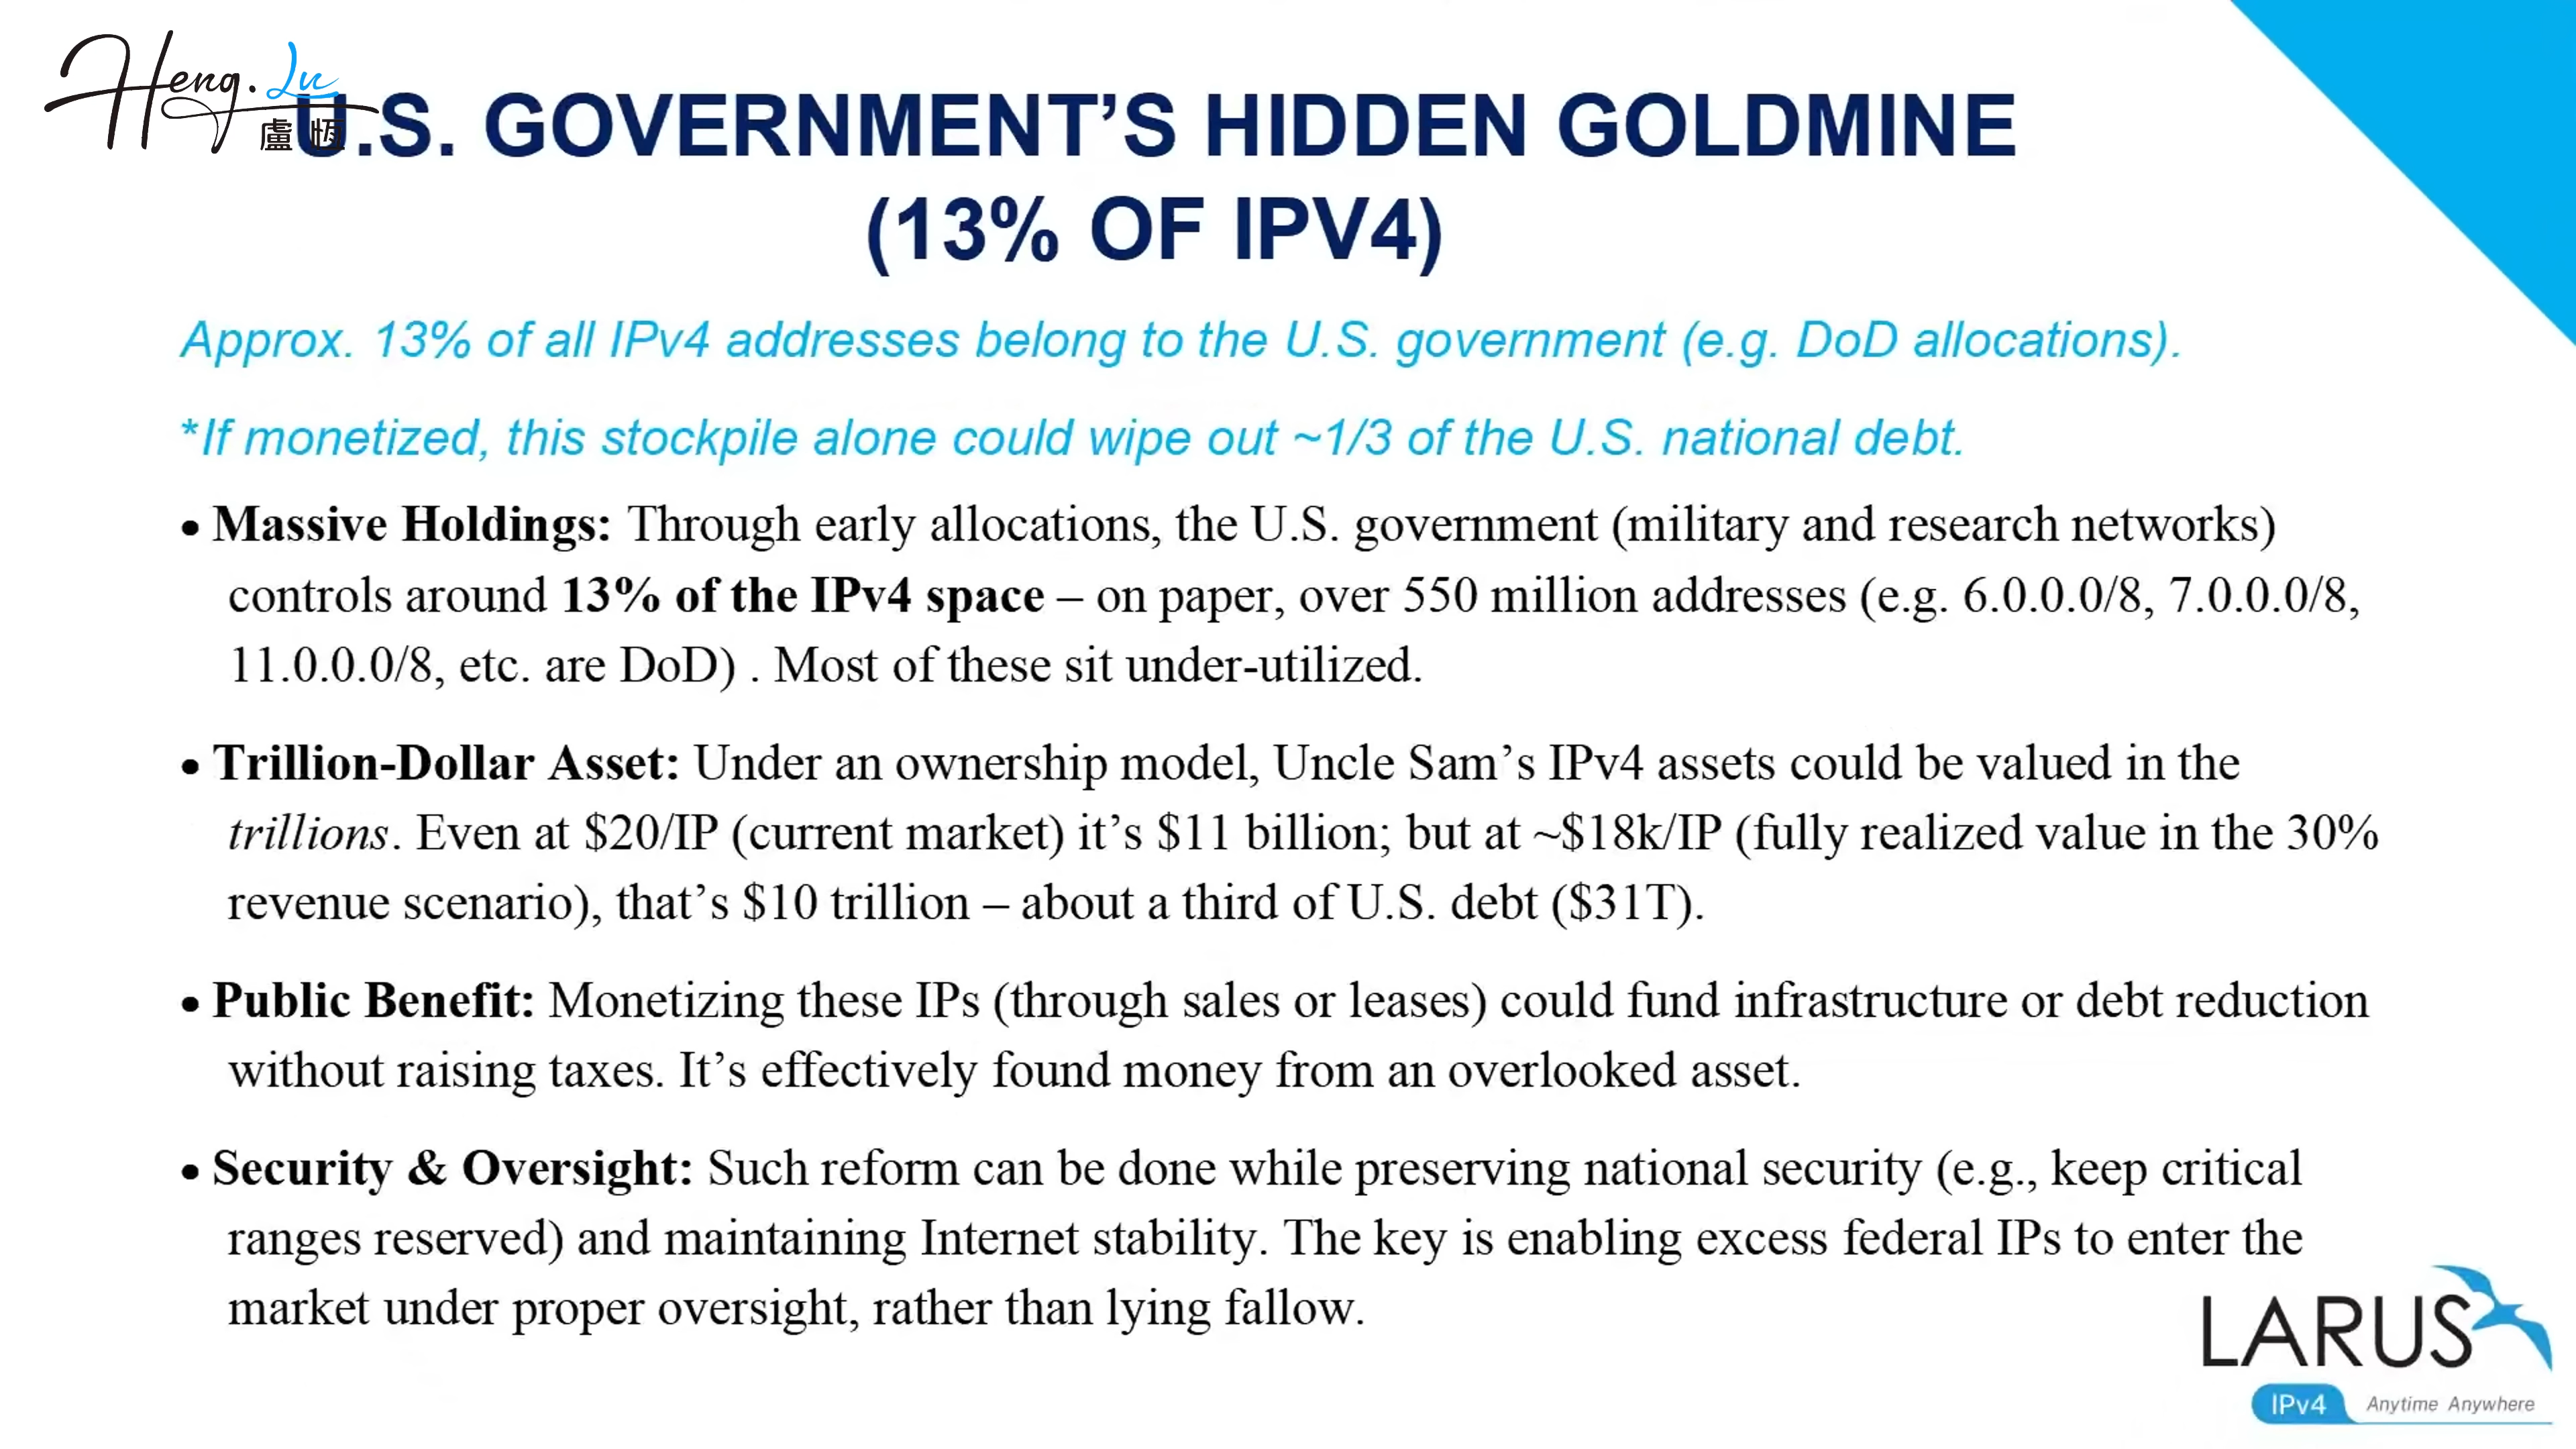 Heng.Lu
盧恆
U.S. GOVERNMENT’S HIDDEN GOLDMINE
(13% OF IPV4)
Approx. 13% of all IPv4 addresses belong to the U.S. government (e.g. DoD allocations).
*If monetized, this stockpile alone could wipe out ~1/3 of the U.S. national debt.
• Massive Holdings: Through early allocations, the U.S. government (military and research networks)
controls around 13% of the IPv4 space – on paper, over 550 million addresses (e.g. 6.0.0.0/8, 7.0.0.0/8,
11.0.0.0/8, etc. are DoD) . Most of these sit under-utilized.
• Trillion-Dollar Asset: Under an ownership model, Uncle Sam’s IPv4 assets could be valued in the
trillions. Even at $20/IP (current market) it’s $11 billion; but at ~$18k/IP (fully realized value in the 30%
revenue scenario), that’s $10 trillion – about a third of U.S. debt ($31T).
• Public Benefit: Monetizing these IPs (through sales or leases) could fund infrastructure or debt reduction
without raising taxes. It’s effectively found money from an overlooked asset.
• Security & Oversight: Such reform can be done while preserving national security (e.g., keep critical
ranges reserved) and maintaining Internet stability. The key is enabling excess federal IPs to enter the
market under proper oversight, rather than lying fallow.
LARUS
IPv4 Anytime Anywhere